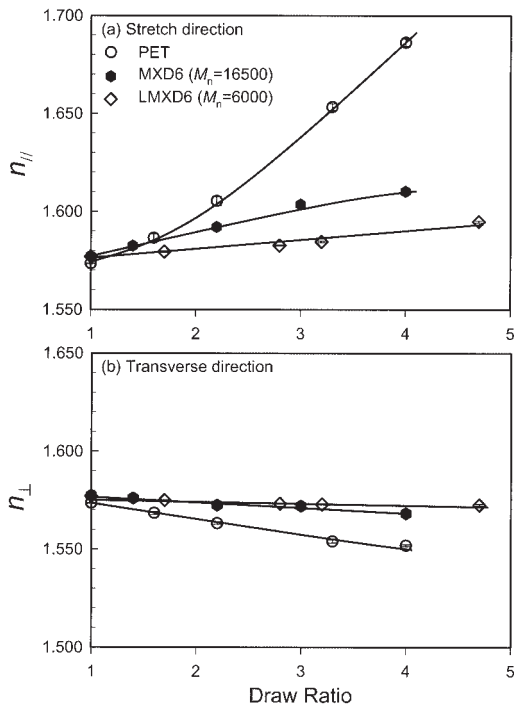 1.700
(a) Stretch direction
PET
MXD6 (Mn=16500)
LMXD6 (Mn=6000)
1.650
n//
1.600
1.550
1 2 3 4 5
1.650
(b) Transverse direction
1.600
n⊥
1.550
1.500
1 2 3 4 5
Draw Ratio